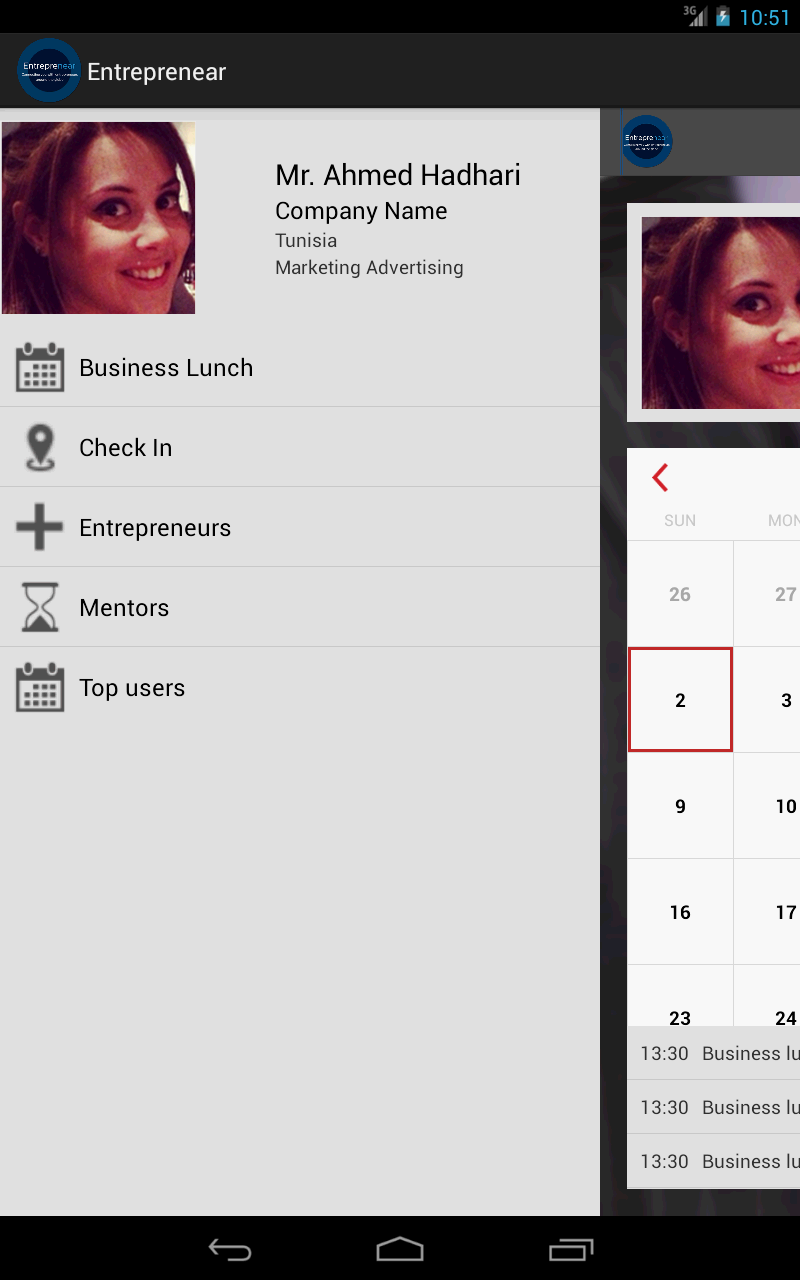 3G 10:51
Entreprenear
Entreprenear
Mr. Ahmed Hadhari
Company Name
Tunisia
Marketing Advertising
Business Lunch
Check In
Entrepreneurs
Mentors
Top users
Entreprenear
SUN MON
26 27
2 3
9 10
16 17
23 24
13:30 Business lu
13:30 Business lu
13:30 Business lu